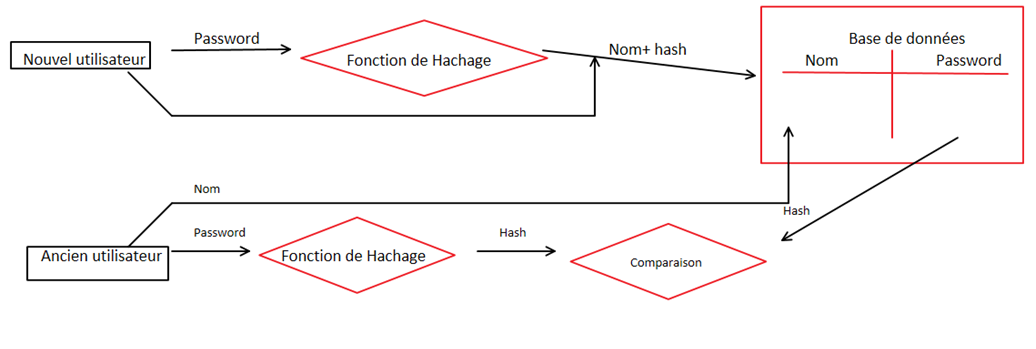 Password
Nouvel utilisateur
Fonction de Hachage
Nom+ hash
Base de données
Nom
Password
Nom
Hash
Ancien utilisateur
Password
Fonction de Hachage
Hash
Comparaison